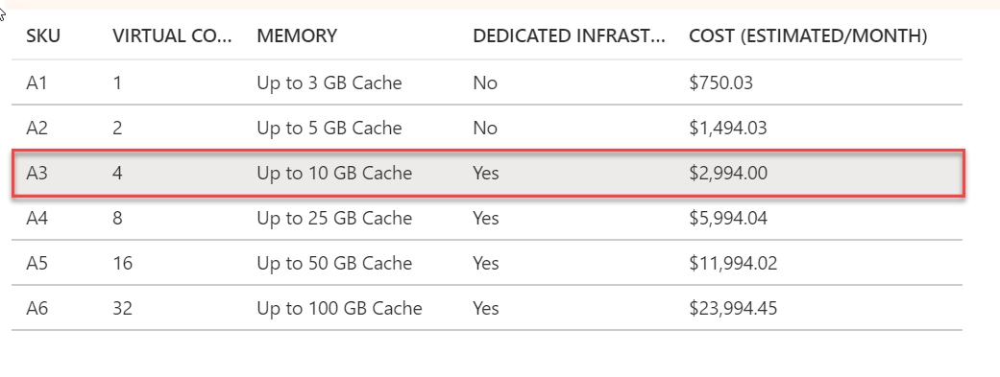 SKU VIRTUAL CO... MEMORY DEDICATED INFRAST... COST (ESTIMATED/MONTH)
A1 1 Up to 3 GB Cache No $750.03
A2 2 Up to 5 GB Cache No $1,494.03
A3 4 Up to 10 GB Cache Yes $2,994.00
A4 8 Up to 25 GB Cache Yes $5,994.04
A5 16 Up to 50 GB Cache Yes $11,994.02
A6 32 Up to 100 GB Cache Yes $23,994.45